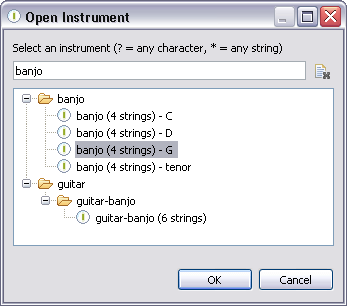 Open Instrument
Select an instrument (? = any character, * = any string)
banjo
banjo
banjo (4 strings) - C
banjo (4 strings) - D
banjo (4 strings) - G
banjo (4 strings) - tenor
guitar
guitar-banjo
guitar-banjo (6 strings)
OK Cancel